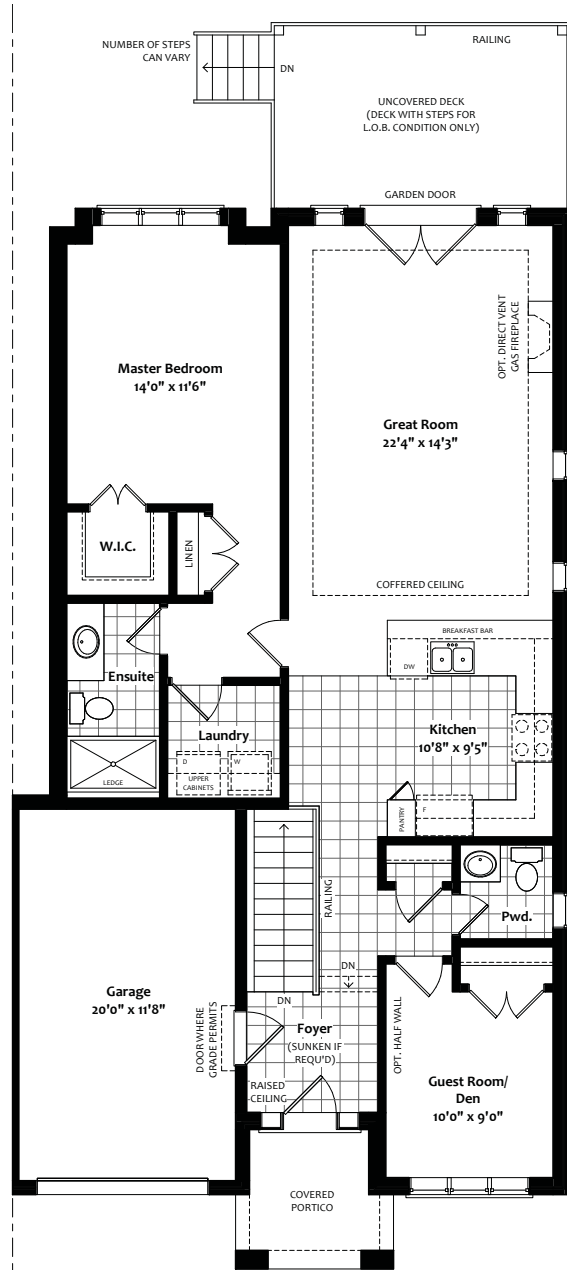 NUMBER OF STEPS
CAN VARY
DN
RAILING
UNCOVERED DECK
(DECK WITH STEPS FOR
L.O.B. CONDITION ONLY)
GARDEN DOOR
OPT. DIRECT VENT
GAS FIREPLACE
Master Bedroom
14'0" x 11'6"
Great Room
22'4" x 14'3"
W.I.C.
LINEN
COFFERED CEILING
BREAKFAST BAR
DW
Ensuite
Laundry
D
W
UPPER
CABINETS
LEDGE
Kitchen
10'8" x 9'5"
PANTRY
F
RAILING
Pwd.
DN
Garage
20'0" x 11'8"
DOOR WHERE
GRADE PERMITS
DN
Foyer
(SUNKEN IF
REQU'D)
RAISED
CEILING
OPT. HALF WALL
Guest Room/
Den
10'0" x 9'0"
COVERED
PORTICO